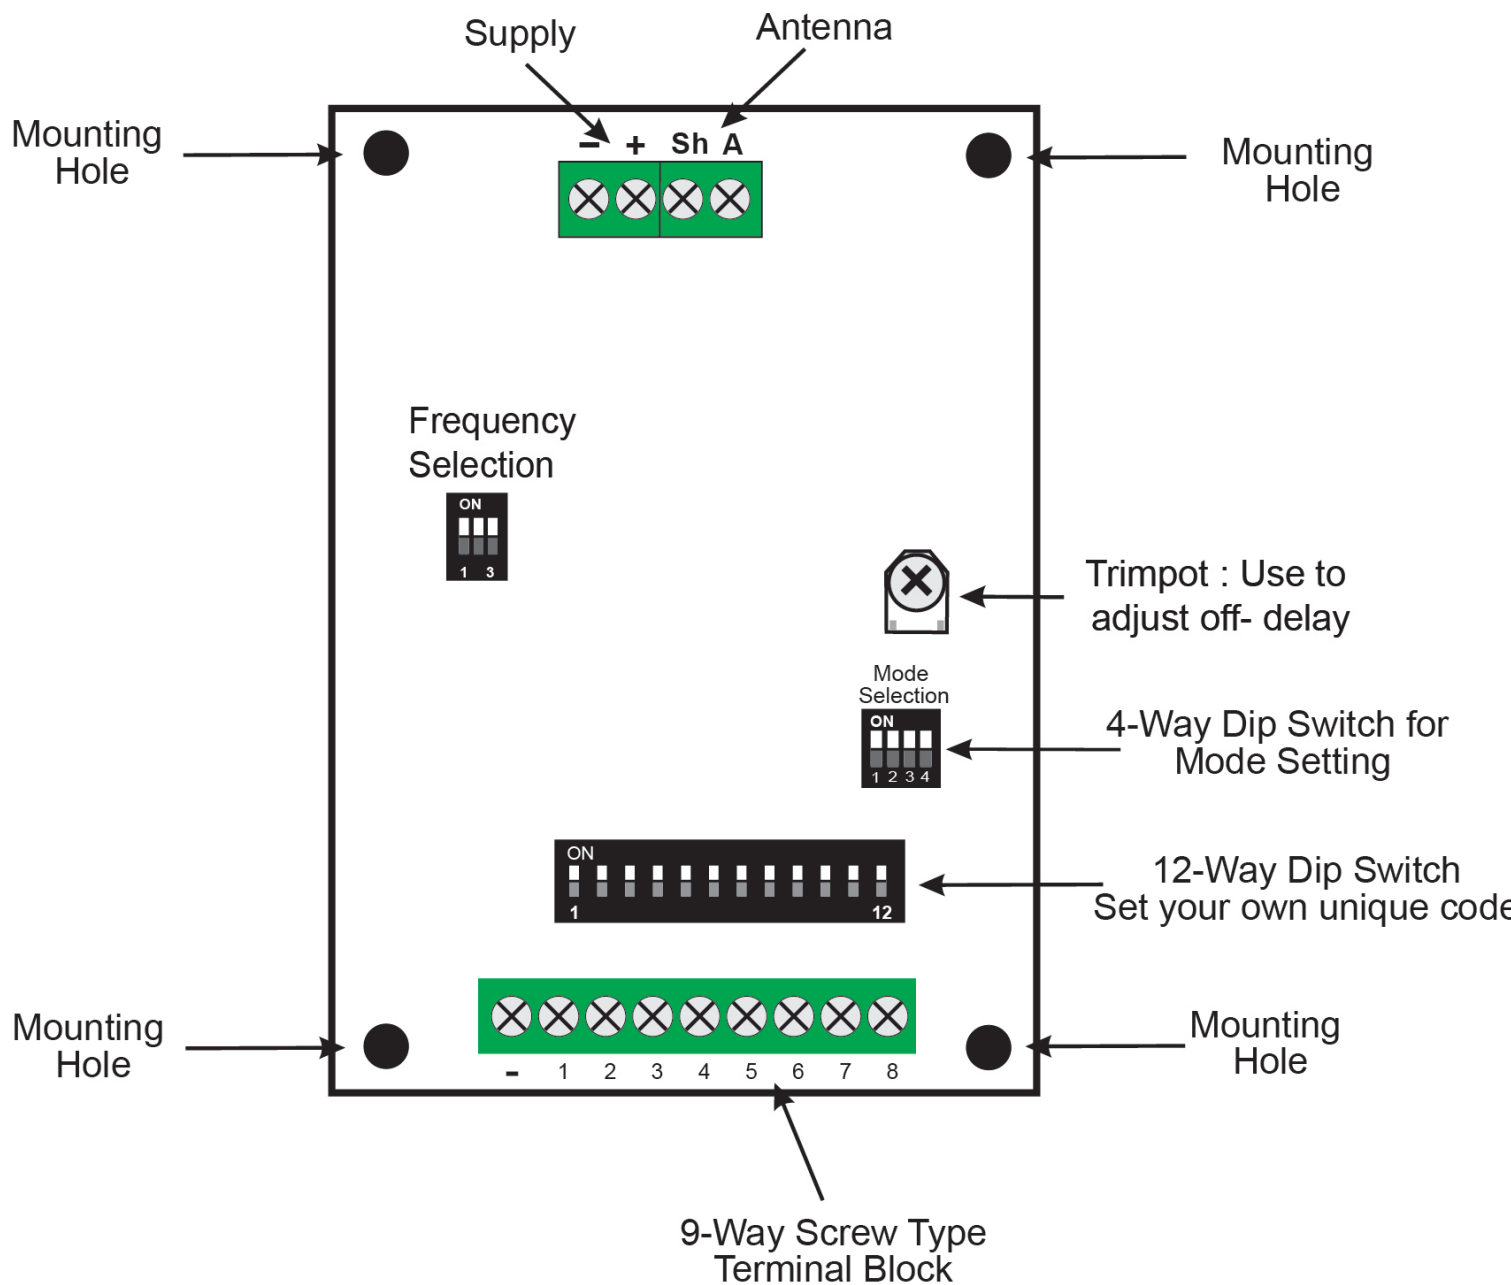 Supply
Antenna
Mounting
Hole
Mounting
Hole
- + Sh A
Frequency
Selection
ON
1 3
Trimpot : Use to
adjust off- delay
Mode
Selection
ON
1 2 3 4
4-Way Dip Switch for
Mode Setting
ON
1 12
12-Way Dip Switch
Set your own unique code
Mounting
Hole
Mounting
Hole
- 1 2 3 4 5 6 7 8
9-Way Screw Type
Terminal Block